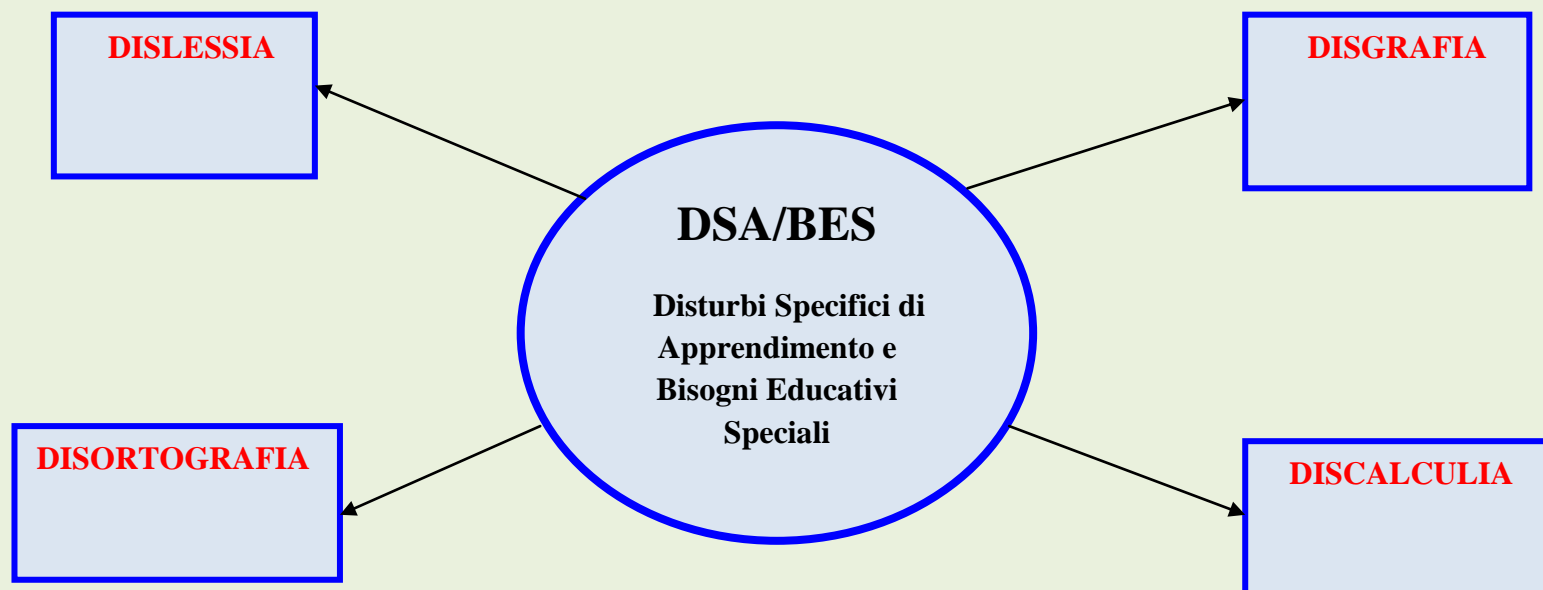 DISLESSIA
DISGRAFIA
DSA/BES
Disturbi Specifici di
Apprendimento e
Bisogni Educativi
Speciali
DISORTOGRAFIA
DISCALCULIA